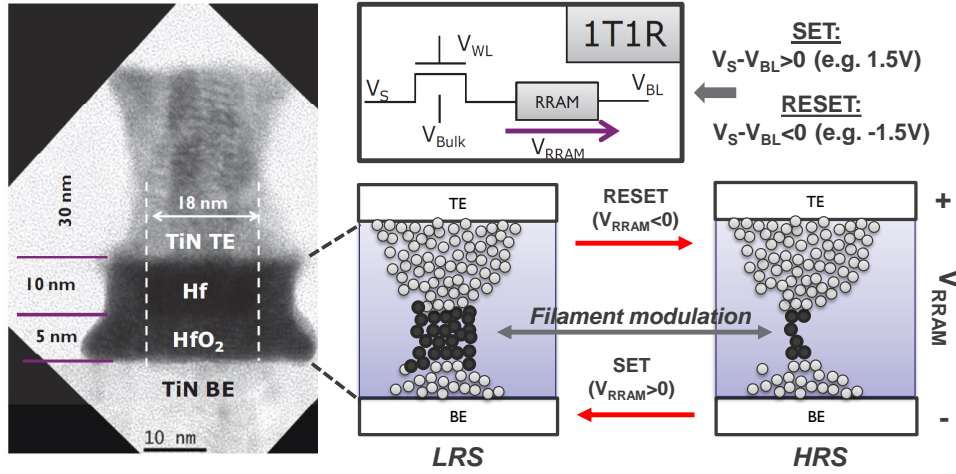 30 nm
10 nm
5 nm
18 nm
TiN TE
Hf
HfO2
TiN BE
10 nm
1T1R
VWL
VS
RRAM
VBL
VBulk
VRRAM
SET:
VS-VBL>0 (e.g. 1.5V)
RESET:
VS-VBL<0 (e.g. -1.5V)
TE
RESET
(VRRAM<0)
TE
+
Filament modulation
VRRAM
SET
(VRRAM>0)
BE
BE
-
LRS
HRS